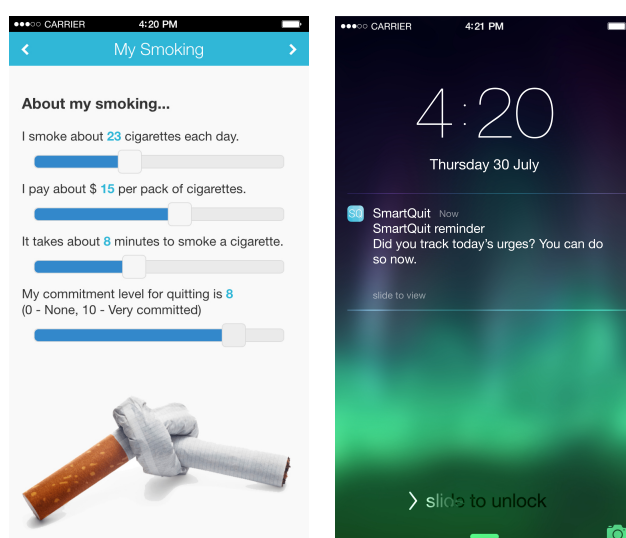 CARRIER 4:20 PM
My Smoking
About my smoking...
I smoke about 23 cigarettes each day.
I pay about $ 15 per pack of cigarettes.
It takes about 8 minutes to smoke a cigarette.
My commitment level for quitting is 8
(0 - None, 10 - Very committed)
CARRIER 4:21 PM
4:20
Thursday 30 July
SQ SmartQuit Now
SmartQuit reminder
Did you track today's urges? You can do
so now.
slide to view
slide to unlock